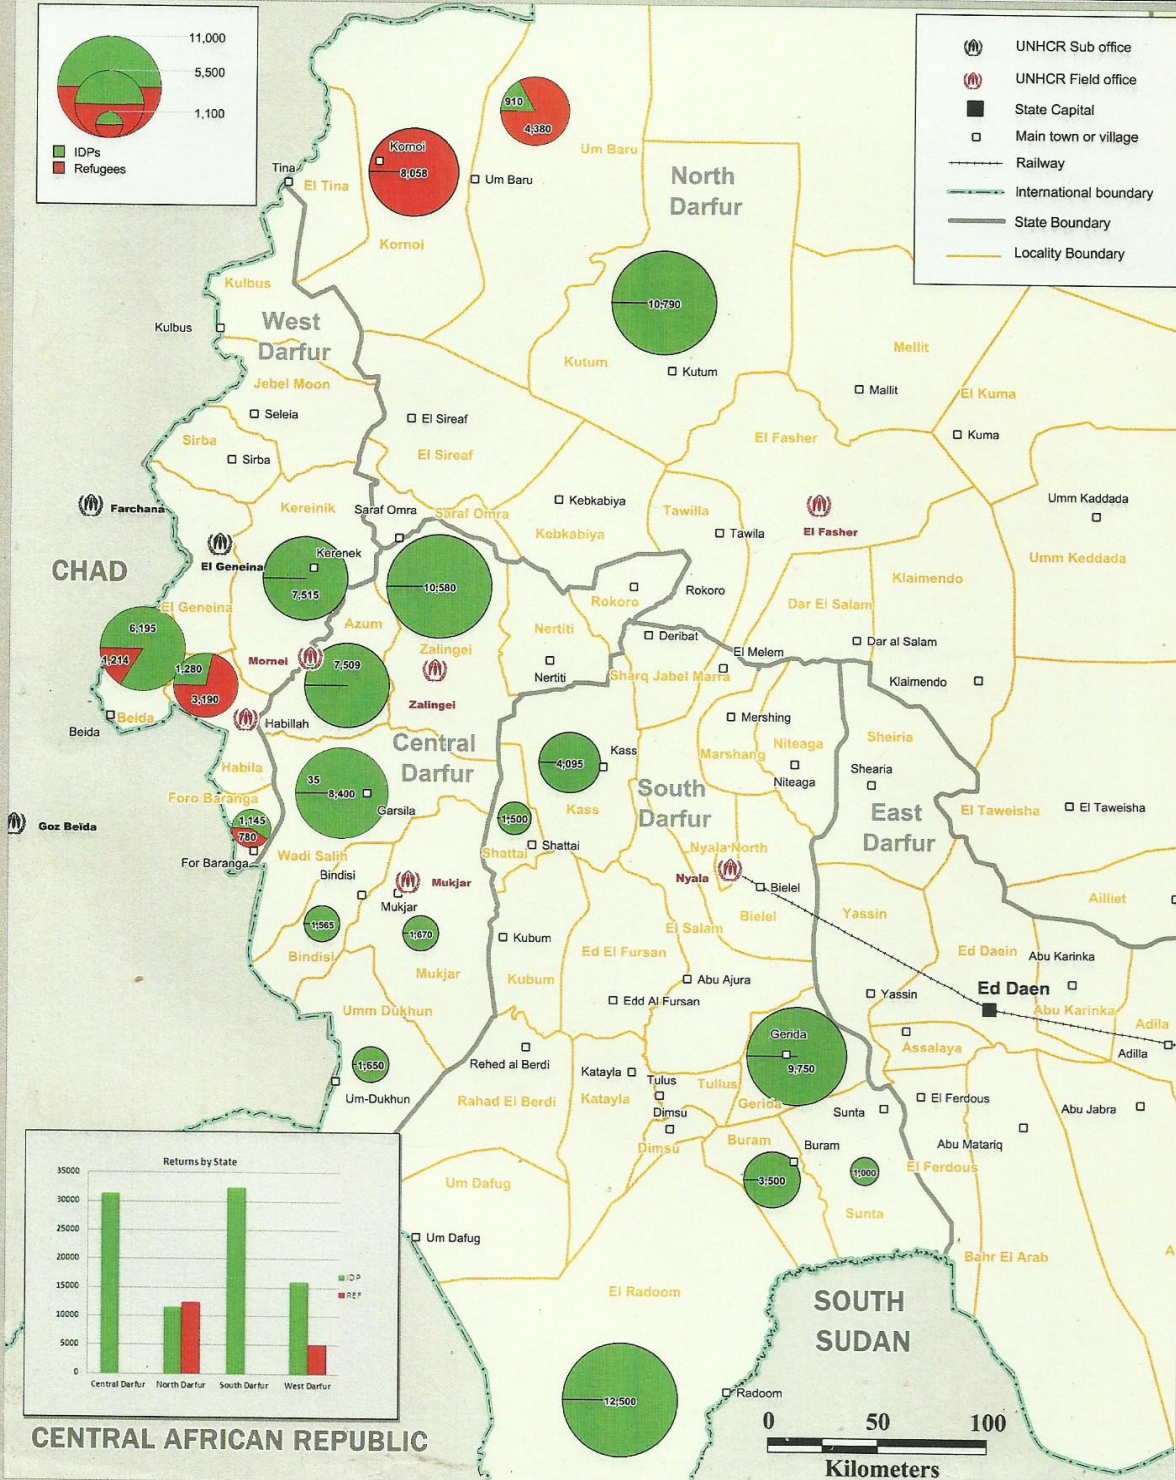 11,000
5,500
1,100
IDPs
Refugees
UNHCR Sub office
UNHCR Field office
State Capital
Main town or village
Railway
International boundary
State Boundary
Locality Boundary
910
4,380
Um Baru
Kornoi
8,058
Um Baru
Tina
El Tina
North
Darfur
Kornoi
Kulbus
10,790
Kulbus
West
Darfur
Mellit
Kutum
Kutum
Jebel Moon
Mallit
El Kuma
Seleia
El Sireaf
Sirba
Kuma
El Fasher
El Sireaf
Sirba
Kebkabiya
Umm Kaddada
Farchana
Kereinik
Saraf Omra
Saraf Omra
Tawilla
El Fasher
Kebkabiya
Tawila
Kerenek
El Geneina
CHAD
Umm Keddada
Klaimendo
10,580
7,515
Rokoro
Rokoro
El Geneina
Dar El Salam
Azum
6,195
Nertiti
Deribat
Dar al Salam
Zalingei
El Melem
1,214
1,280
Mornei
7,509
Nertiti
Sharq Jabel Marra
Klaimendo
3,190
Zalingei
Beida
Habillah
Mershing
Beida
Central
Darfur
Kass
Marshang
Niteaga
Sheiria
Habila
4,095
Niteaga
Shearia
35
8,400
South
Darfur
Foro Baranga
Garsila
Kass
East
Darfur
El Taweisha
El Taweisha
1,145
1,500
Goz Beïda
780
Shattai
Shattai
Nyala North
For Baranga
Wadi Salih
Bindisi
Mukjar
Nyala
Bielel
Mukjar
Ailliet
1,565
1,670
Bielel
Yassin
El Salam
Kubum
Ed El Fursan
Ed Daein
Abu Karinka
Bindisi
Mukjar
Kubum
Abu Ajura
Ed Daen
Yassin
Edd Al Fursan
Umm Dukhun
Abu Karinka
Adila
Gerida
Assalaya
Adilla
1,650
Rehed al Berdi
9,750
Katayla
Tulus
Tullus
Um-Dukhun
Rahad El Berdi
Katayla
Gerida
El Ferdous
Dimsu
Sunta
Abu Jabra
Buram
Dimsu
Buram
Abu Matariq
Returns by State
35000
30000
25000
20000
15000
10000
5000
0
IDP
REF
Central Darfur
North Darfur
South Darfur
West Darfur
El Ferdous
3,500
1,000
Um Dafug
Sunta
Um Dafug
Bahr El Arab
A
El Radoom
SOUTH
SUDAN
12,500
Radoom
0 50 100
Kilometers
CENTRAL AFRICAN REPUBLIC